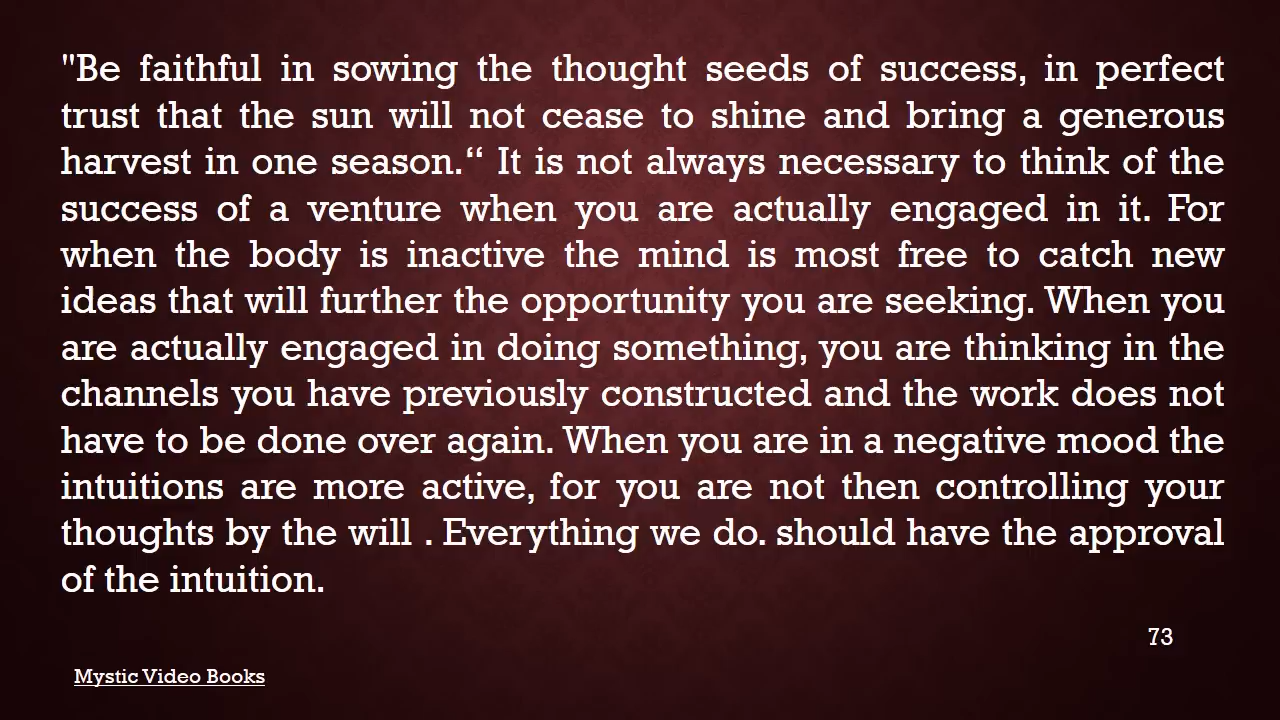 "Be faithful in sowing the thought seeds of success, in perfect
trust that the sun will not cease to shine and bring a generous
harvest in one season.“ It is not always necessary to think of the
success of a venture when you are actually engaged in it. For
when the body is inactive the mind is most free to catch new
ideas that will further the opportunity you are seeking. When you
are actually engaged in doing something, you are thinking in the
channels you have previously constructed and the work does not
have to be done over again. When you are in a negative mood the
intuitions are more active, for you are not then controlling your
thoughts by the will . Everything we do. should have the approval
of the intuition.
73
Mystic Video Books